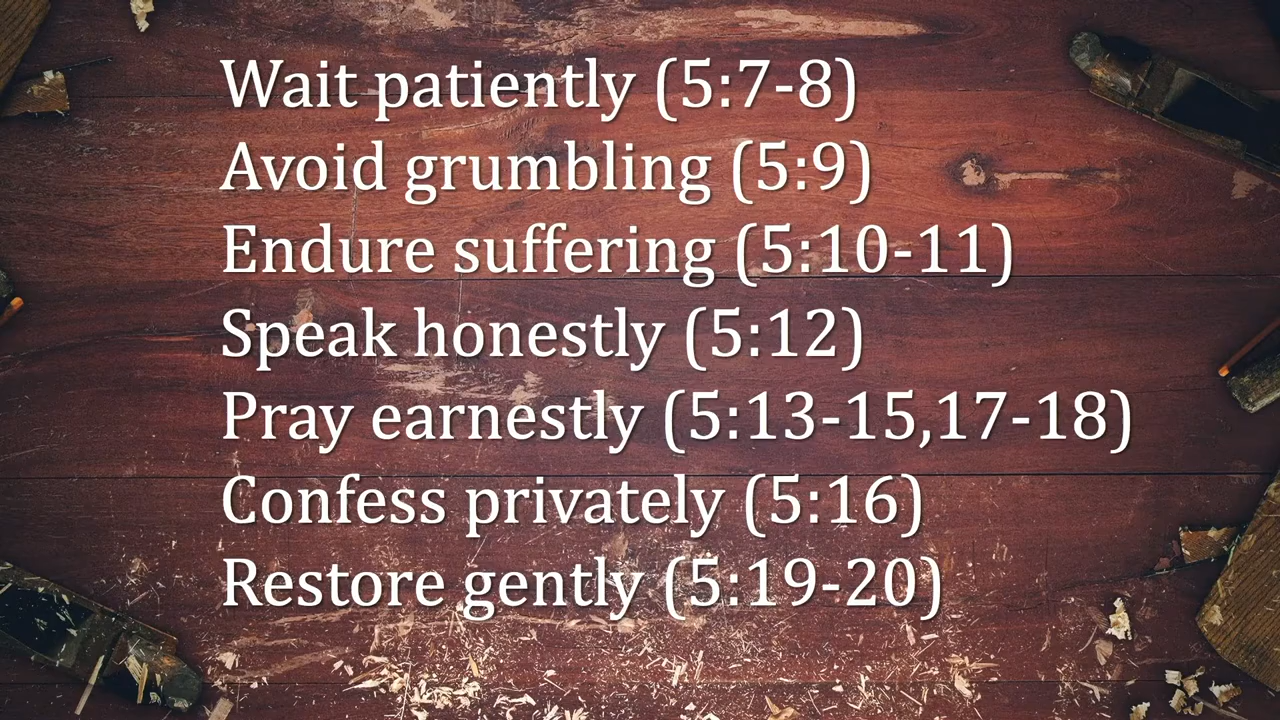 Wait patiently (5:7-8)
Avoid grumbling (5:9)
Endure suffering (5:10-11)
Speak honestly (5:12)
Pray earnestly (5:13-15,17-18)
Confess privately (5:16)
Restore gently (5:19-20)